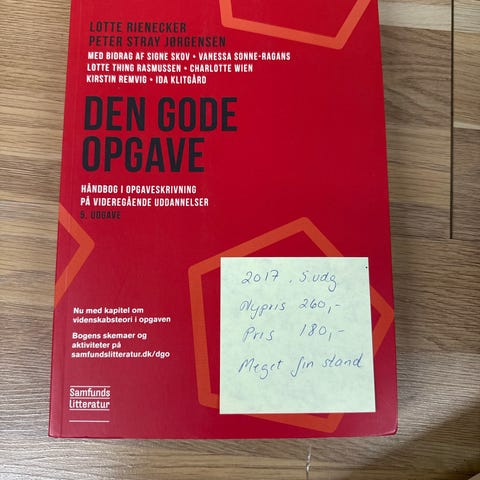 LOTTE RIENECKER
PETER STRAY JØRGENSEN
MED BIDRAG AF SIGNE SKOV • VANESSA SONNE-RAGANS
LOTTE THING RASMUSSEN • CHARLOTTE WIEN
KIRSTIN REMVIG • IDA KLITGÅRD
DEN GODE
OPGAVE
HÅNDBOG I OPGAVESKRIVNING
PÅ VIDEREGÅENDE UDDANNELSER
5. UDGAVE
Nu med kapitel om
videnskabsteori i opgaven
Bogens skemaer og
aktiviteter på
samfundslitteratur.dk/dgo
Samfunds
litteratur
2017, 5.udg
Nypris 260,-
Pris 180,-
Meget fin stand